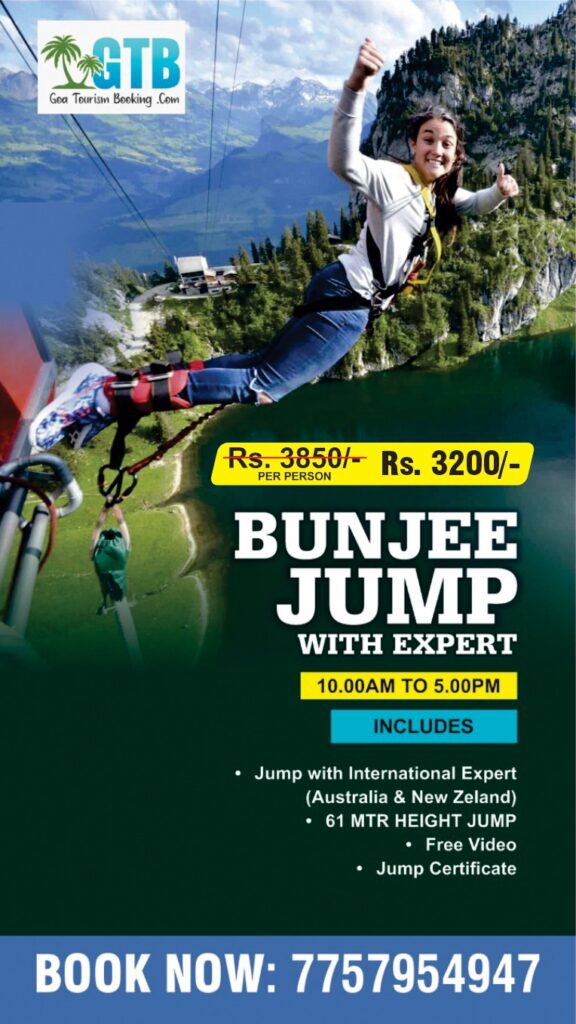 GTB
Goa Tourism Booking .Com
Rs. 3850/- Rs. 3200/-
PER PERSON
BUNJEE
JUMP
WITH EXPERT
10.00AM TO 5.00PM
INCLUDES
• Jump with International Expert
(Australia & New Zeland)
• 61 MTR HEIGHT JUMP
• Free Video
• Jump Certificate
BOOK NOW: 7757954947